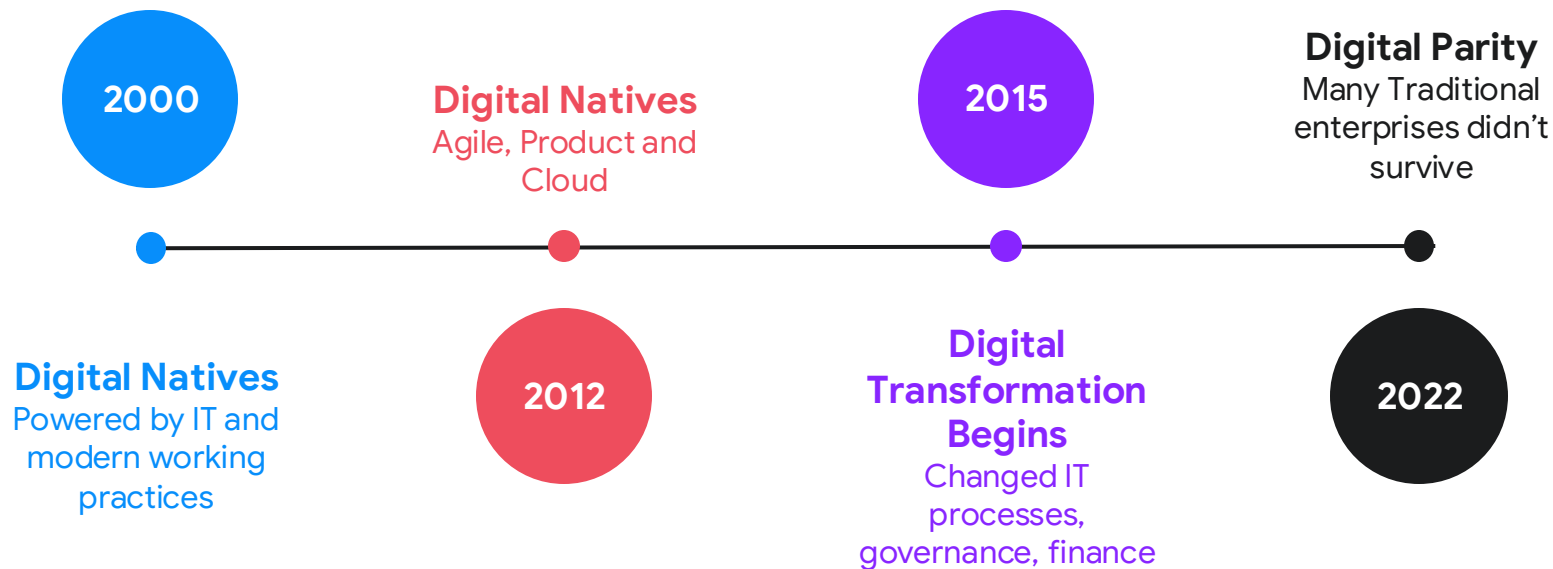 2000
Digital Natives
Powered by IT and
modern working
practices
Digital Natives
Agile, Product and
Cloud
2012
2015
Digital
Transformation
Begins
Changed IT
processes,
governance, finance
Digital Parity
Many Traditional
enterprises didn’t
survive
2022